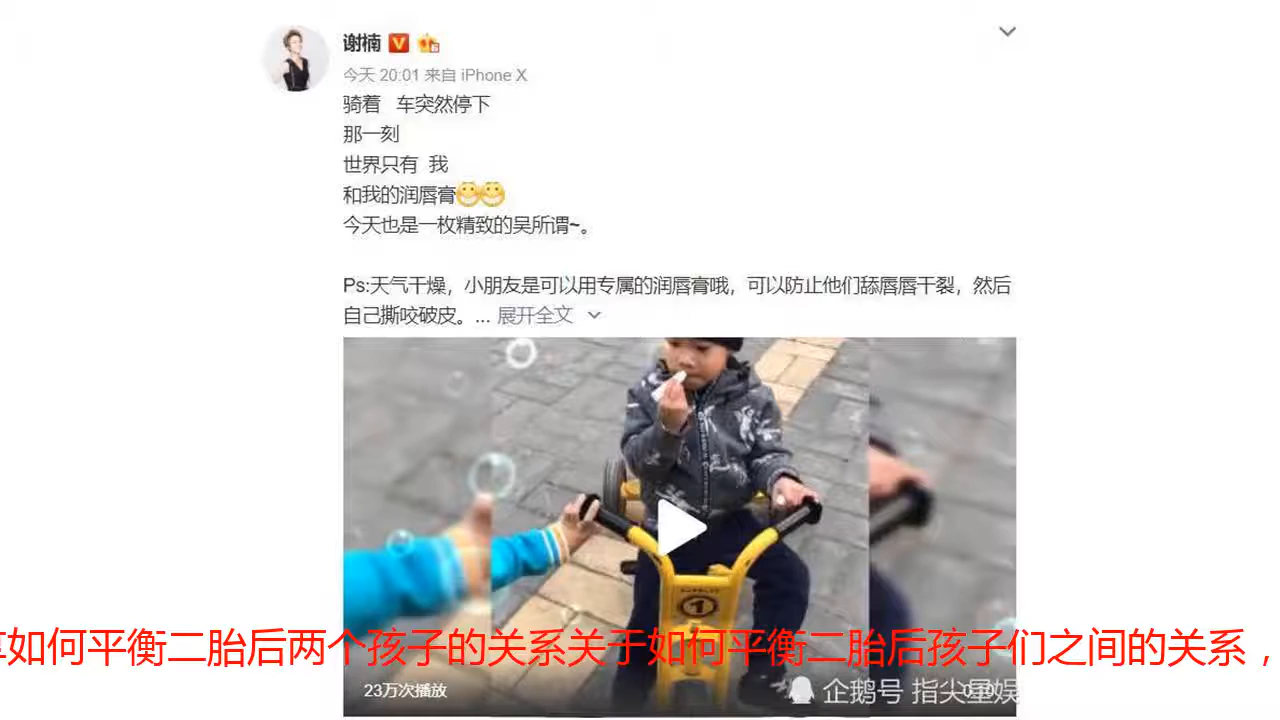 谢楠
今天 20:01 来自 iPhone X
骑着 车突然停下
那一刻
世界只有 我
和我的润唇膏😁😁
今天也是一枚精致的吴所谓~。
Ps:天气干燥，小朋友是可以用专属的润唇膏哦，可以防止他们舔唇唇干裂，然后
自己撕咬破皮。... 展开全文
1
如何平衡二胎后两个孩子的关系关于如何平衡二胎后孩子们之间的关系，
23万次播放
企鹅号 指尖星娱